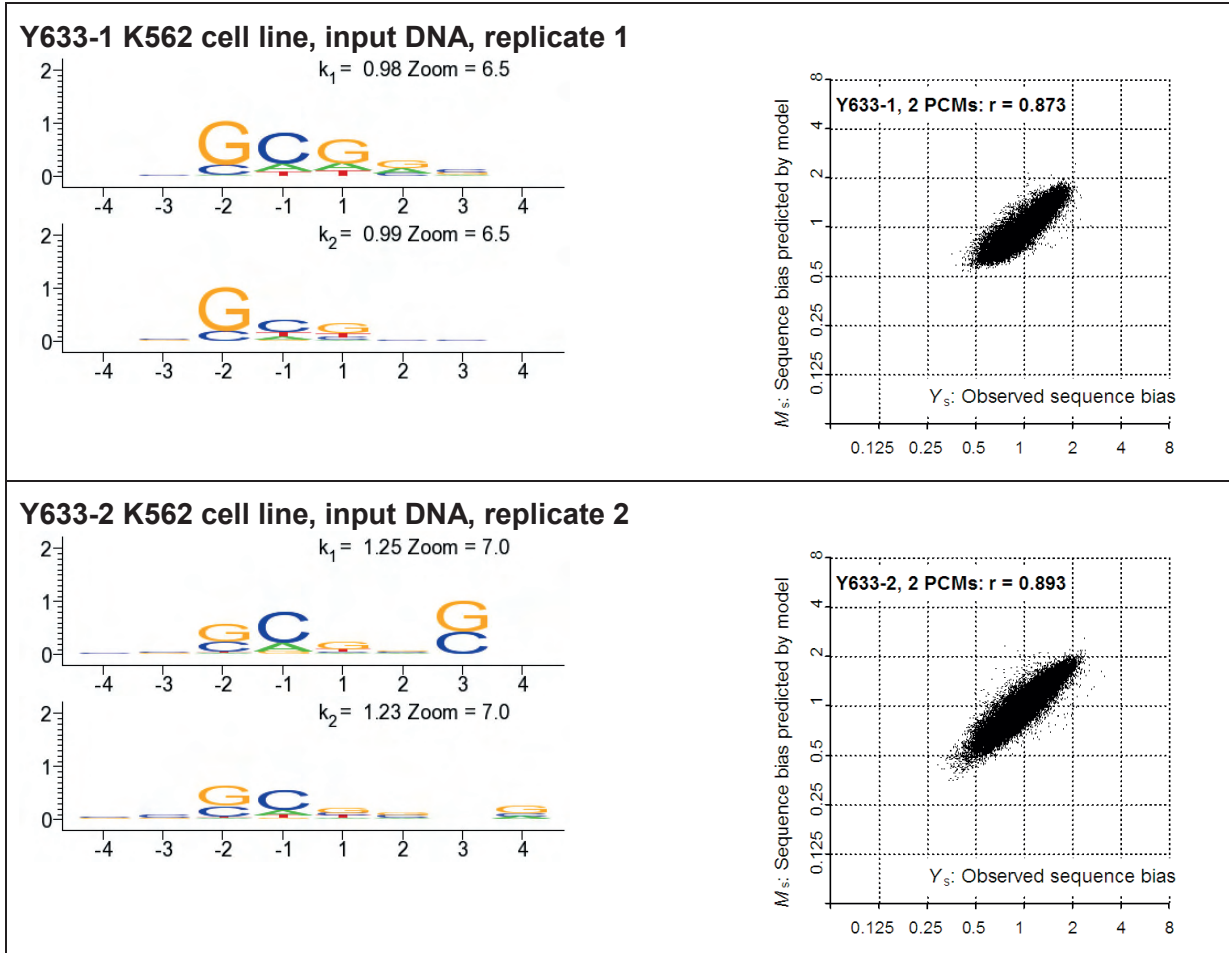 Y633-1 K562 cell line, input DNA, replicate 1
k1= 0.98 Zoom = 6.5
2
1
0
G C G G
C A A A
T T
-4 -3 -2 -1 1 2 3 4
k2= 0.99 Zoom = 6.5
2
1
0
G C G
C T T
A C
-4 -3 -2 -1 1 2 3 4
Ms: Sequence bias predicted by model
8
4
2
1
0.5
0.25
0.125
Y633-1, 2 PCMs: r = 0.873
Ys: Observed sequence bias
0.125 0.25 0.5 1 2 4 8
Y633-2 K562 cell line, input DNA, replicate 2
k1= 1.25 Zoom = 7.0
2
1
0
G C G G
C A C
-4 -3 -2 -1 1 2 3 4
k2= 1.23 Zoom = 7.0
2
1
0
G C G G
C A C A
-4 -3 -2 -1 1 2 3 4
Ms: Sequence bias predicted by model
8
4
2
1
0.5
0.25
0.125
Y633-2, 2 PCMs: r = 0.893
Ys: Observed sequence bias
0.125 0.25 0.5 1 2 4 8